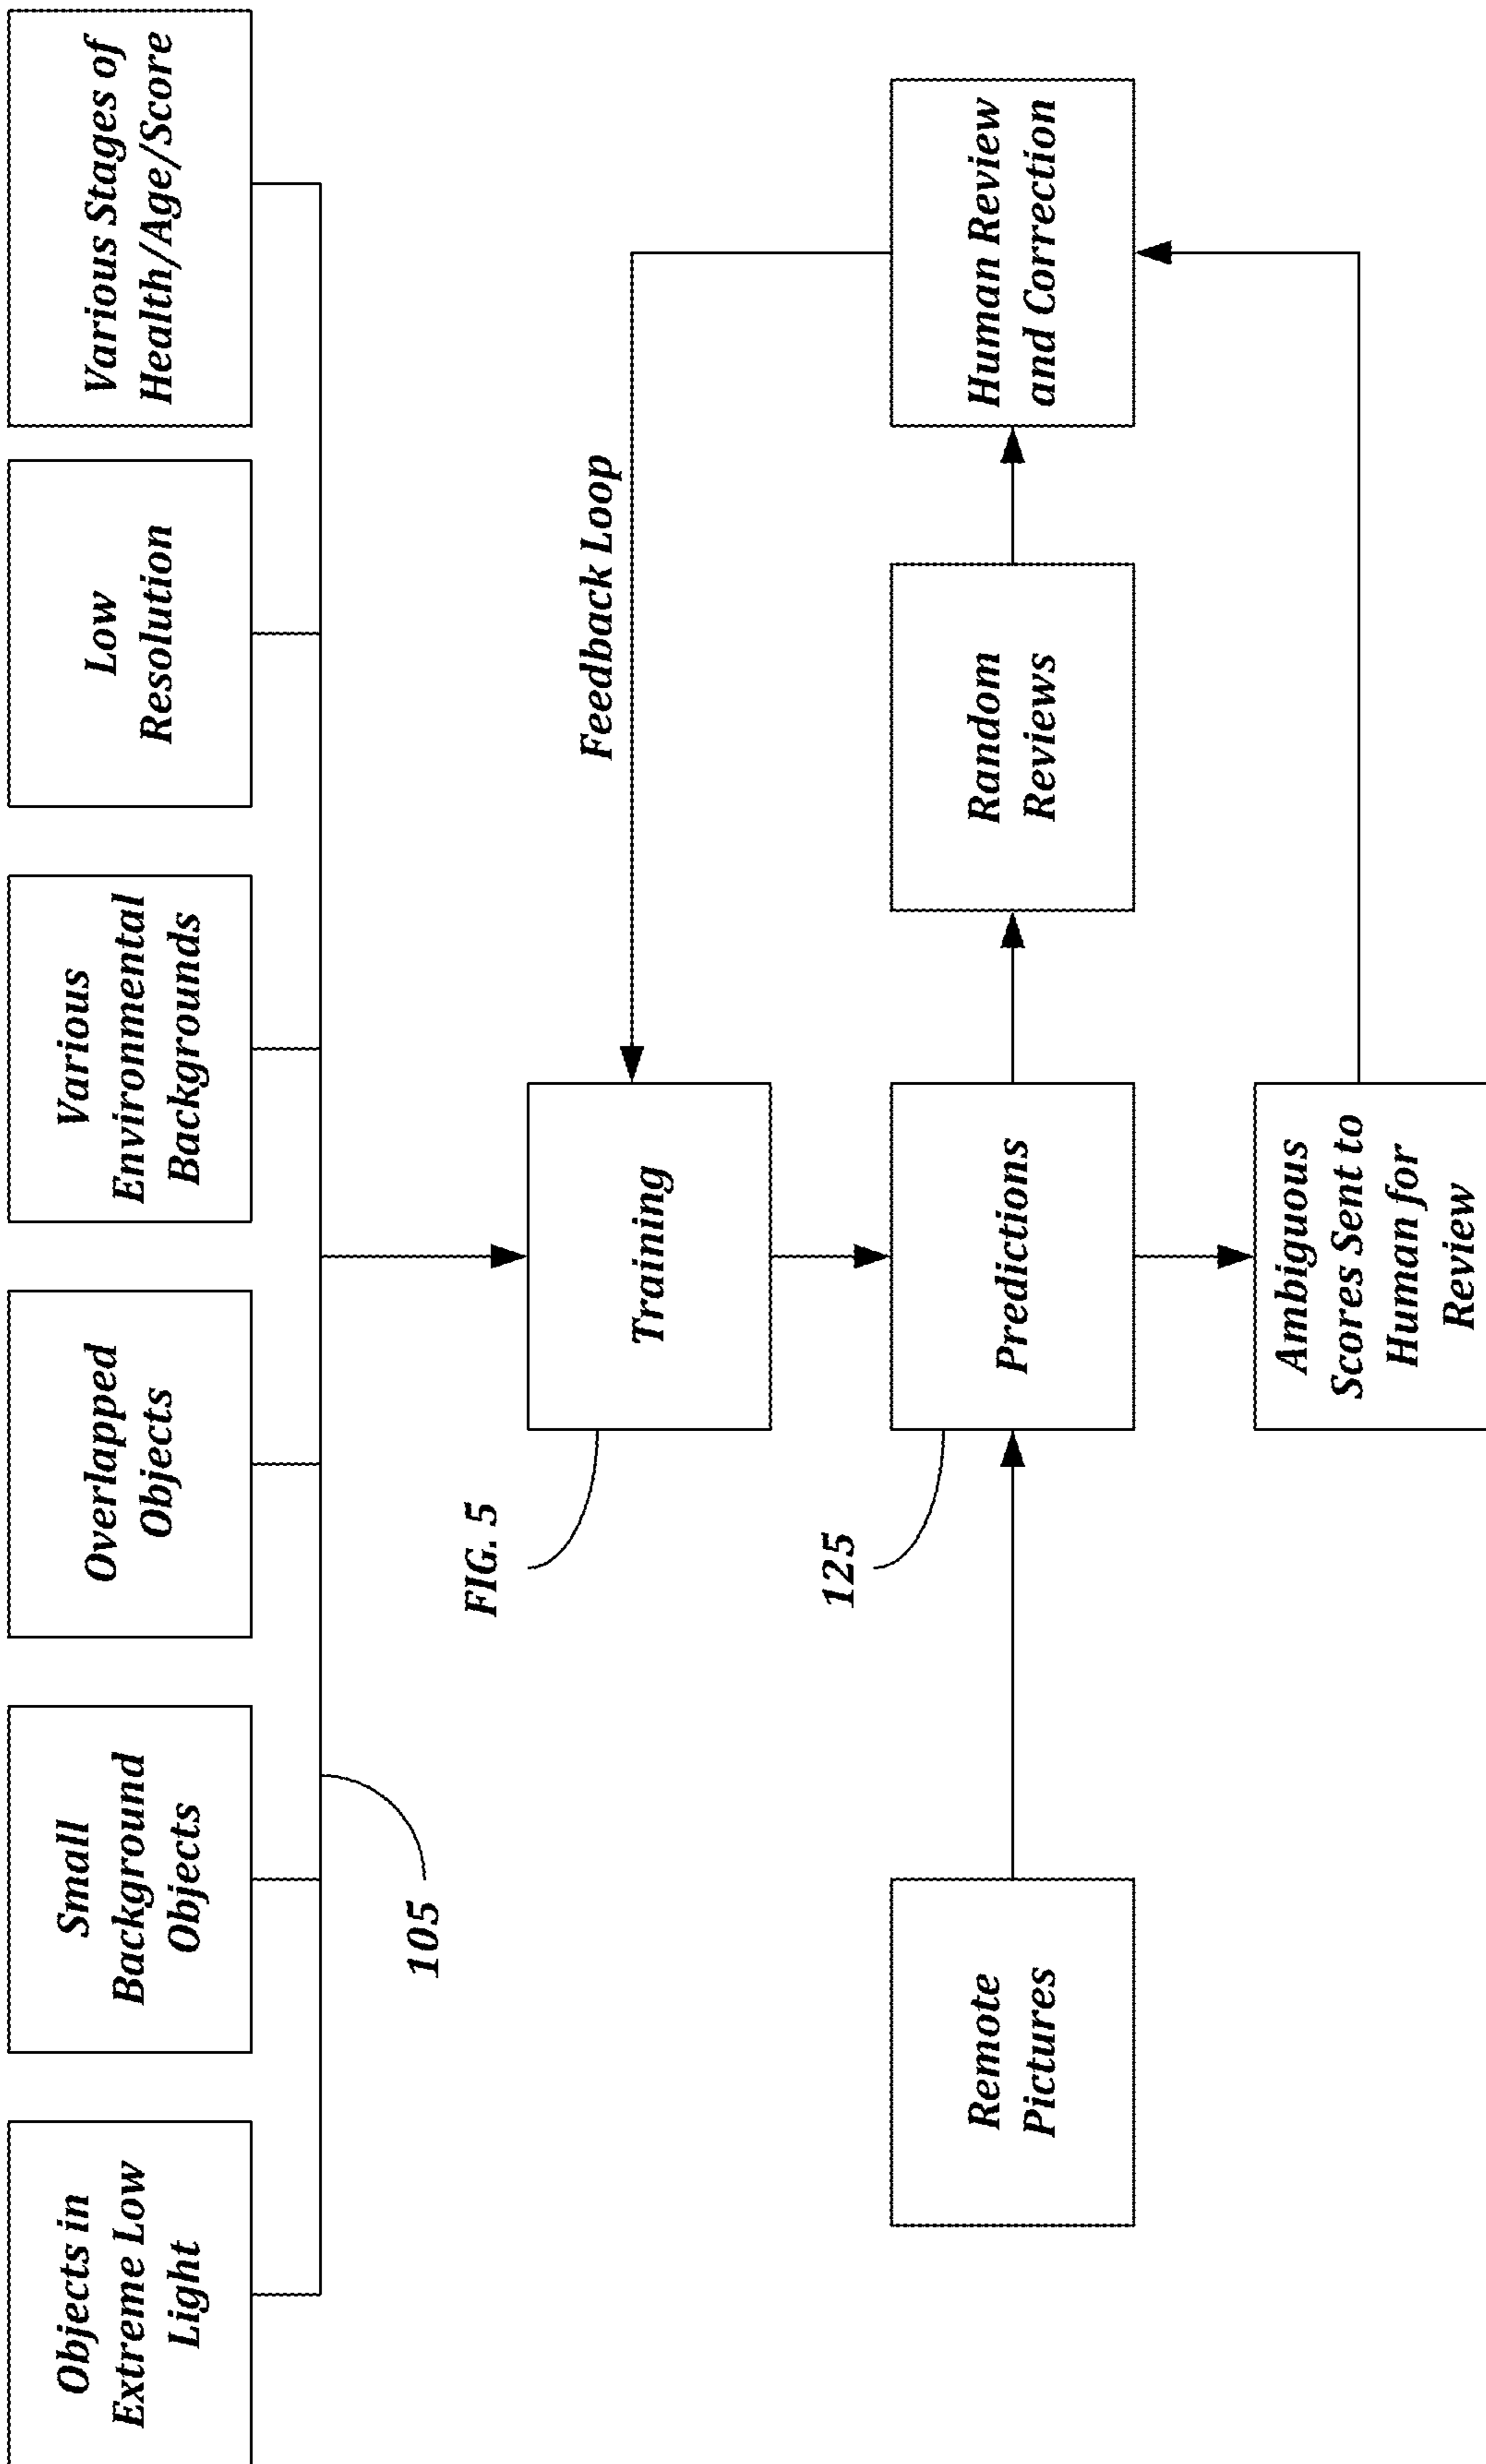 Objects in
Extreme Low
Light
Small
Background
Objects
Overlapped
Objects
Various
Environmental
Backgrounds
Low
Resolution
Various Stages of
Health/Age/Score
105
FIG. 5
Training
Feedback Loop
125
Remote
Pictures
Predictions
Random
Reviews
Human Review
and Correction
Ambiguous
Scores Sent to
Human for
Review